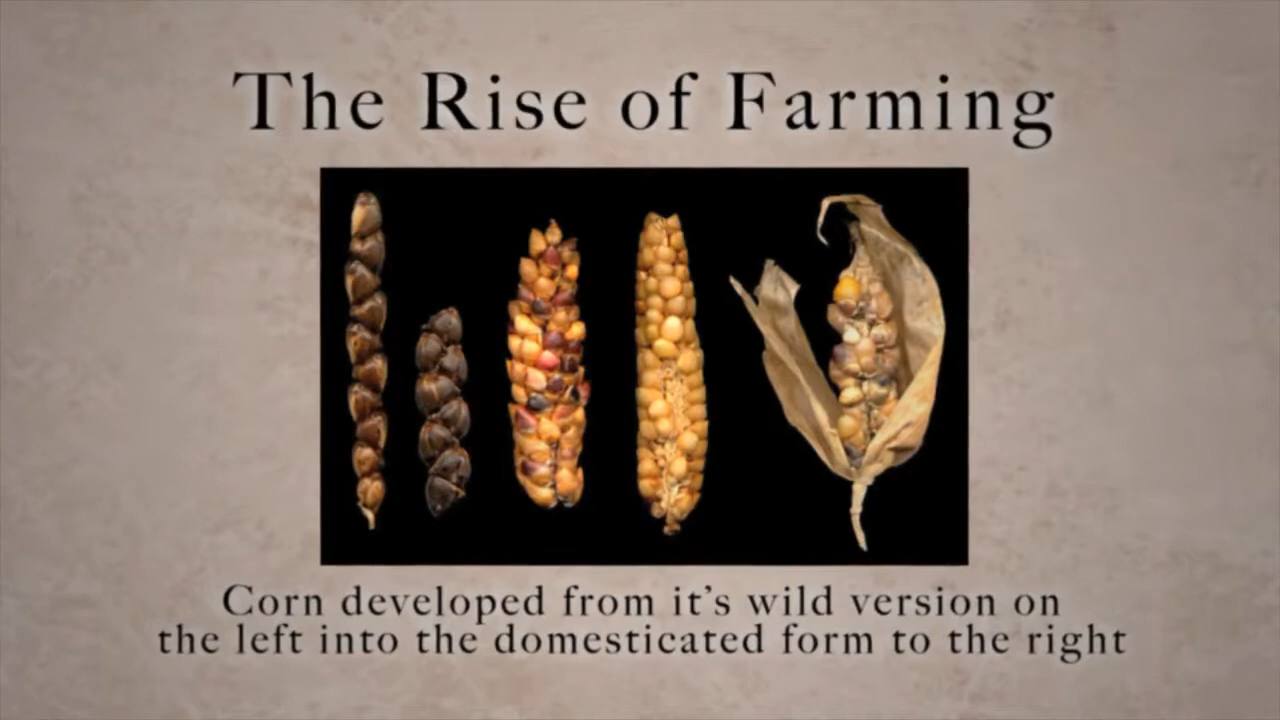 The Rise of Farming
Corn developed from it's wild version on
the left into the domesticated form to the right